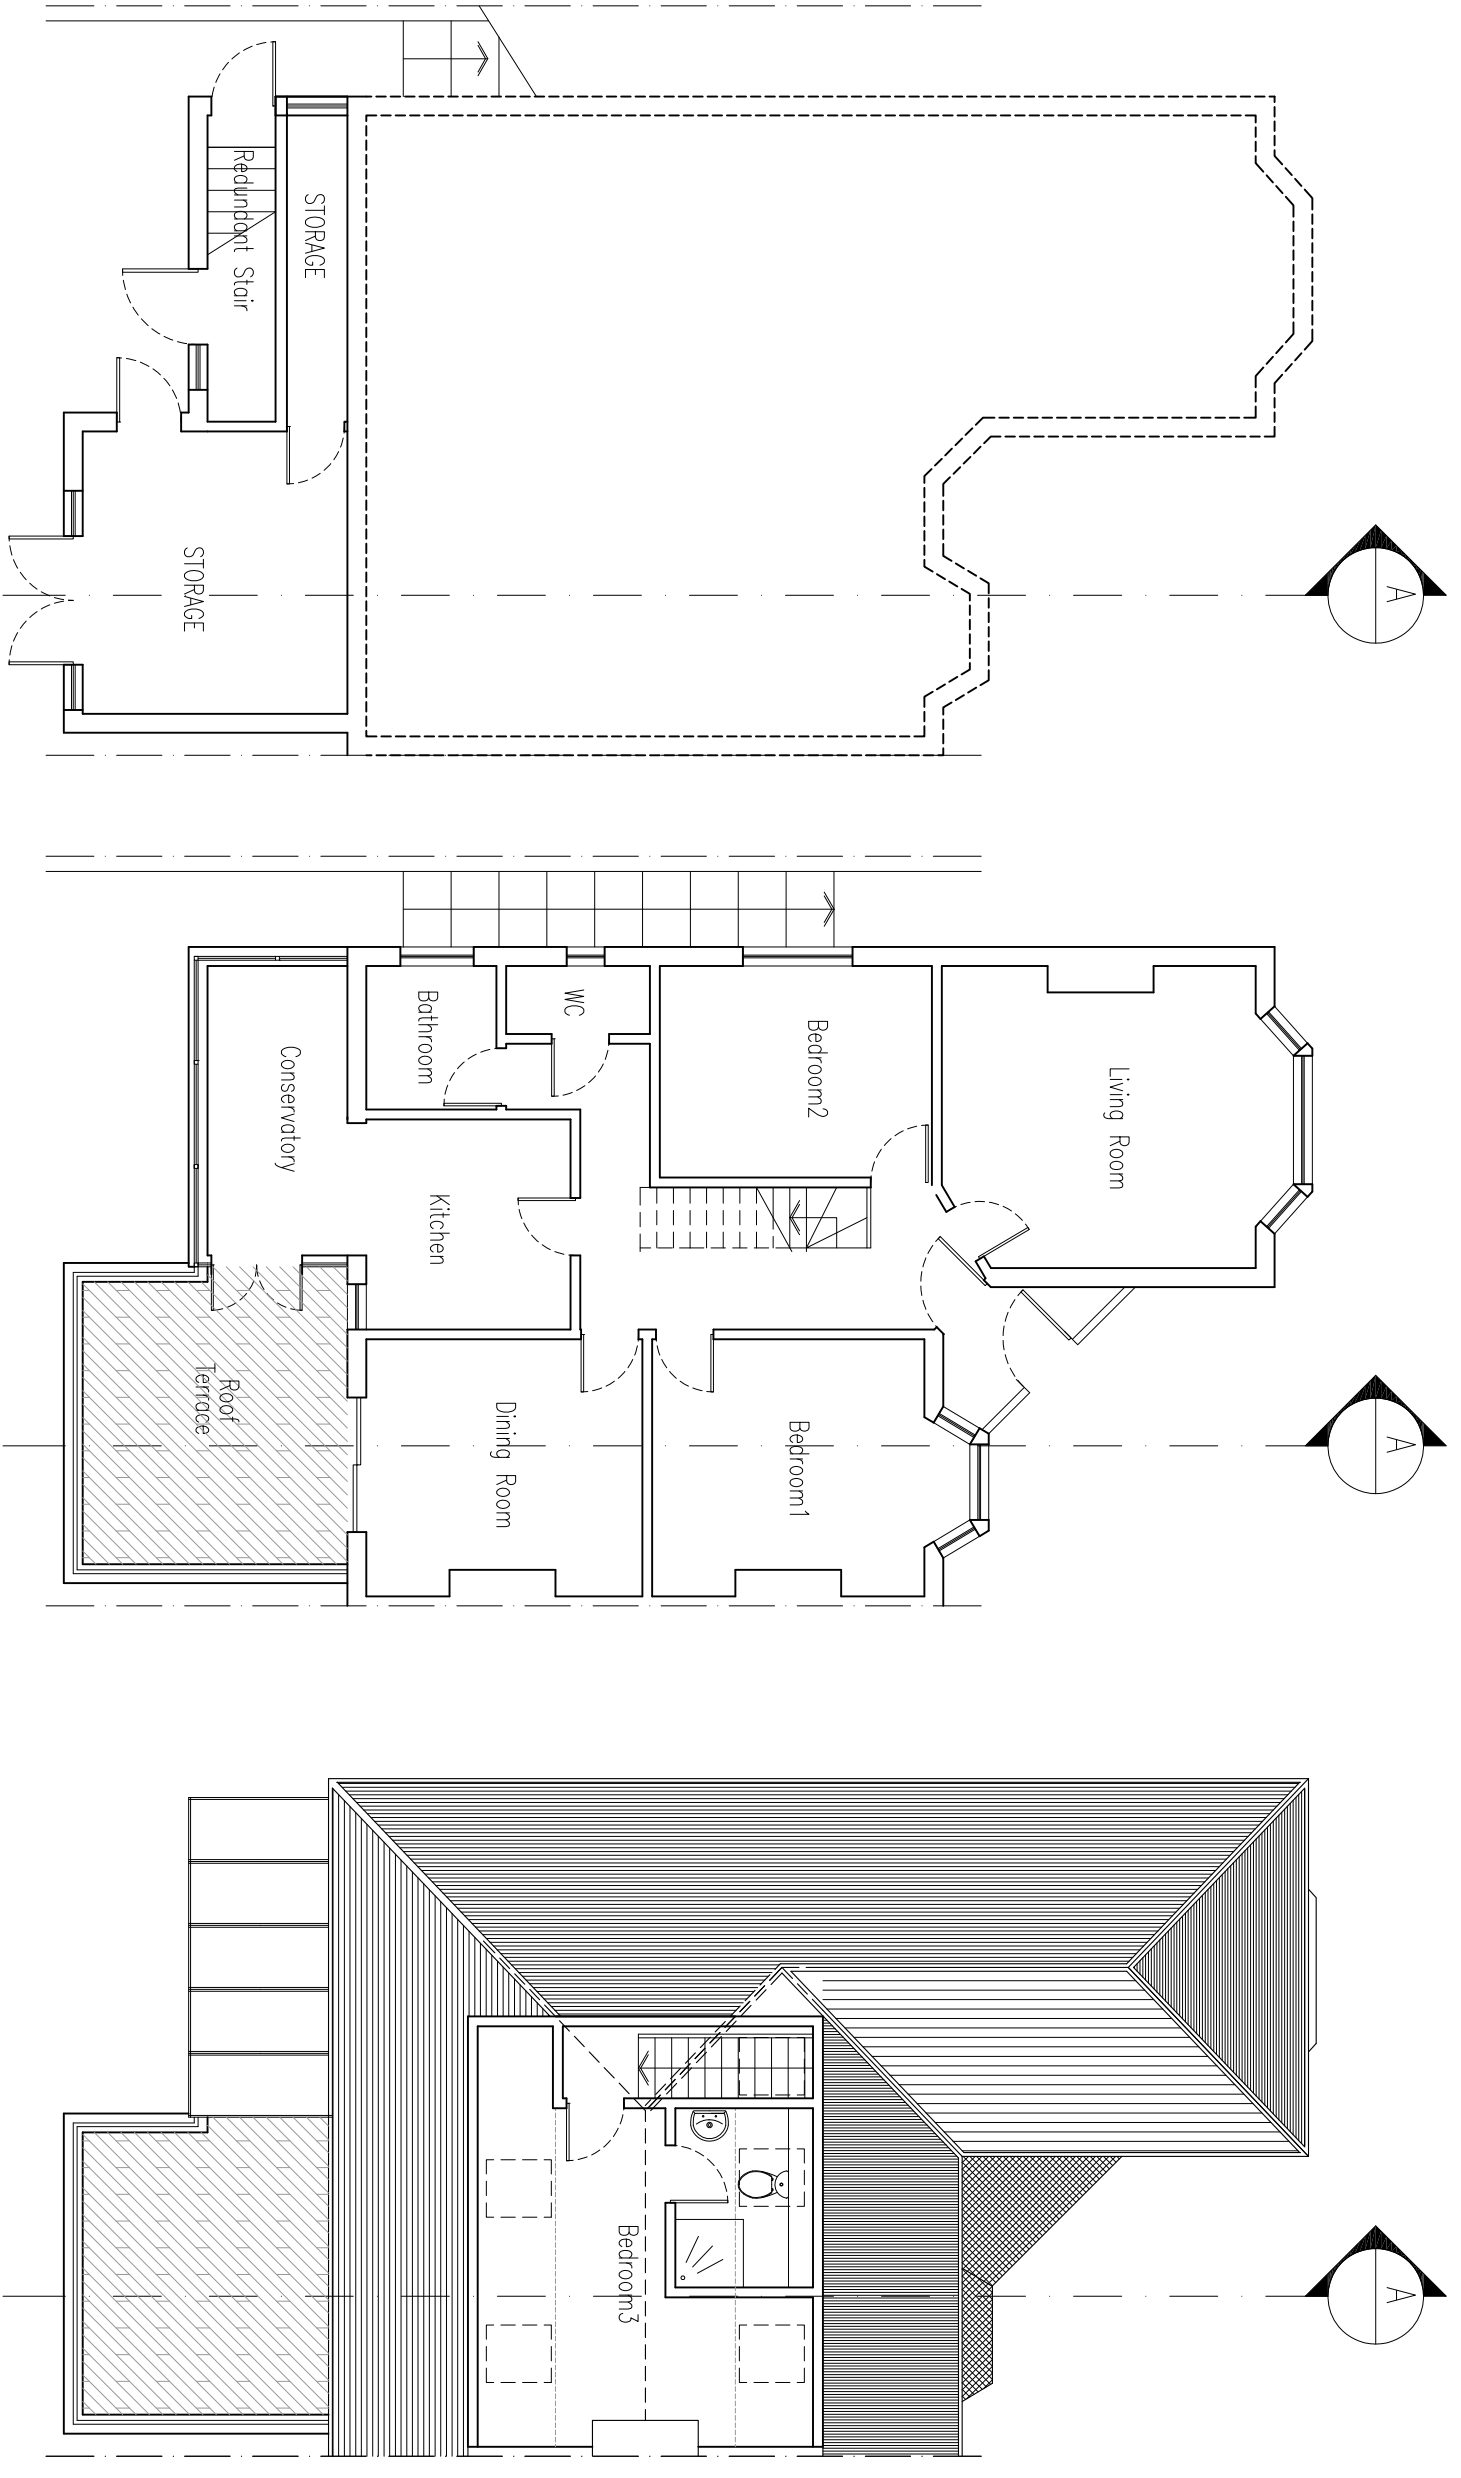 A
STORAGE
Redundant Stair
STORAGE
A
Living Room
Bedroom2
WC
Bathroom
Conservatory
Kitchen
Bedroom1
Dining Room
Roof
Terrace
A
Bedroom3